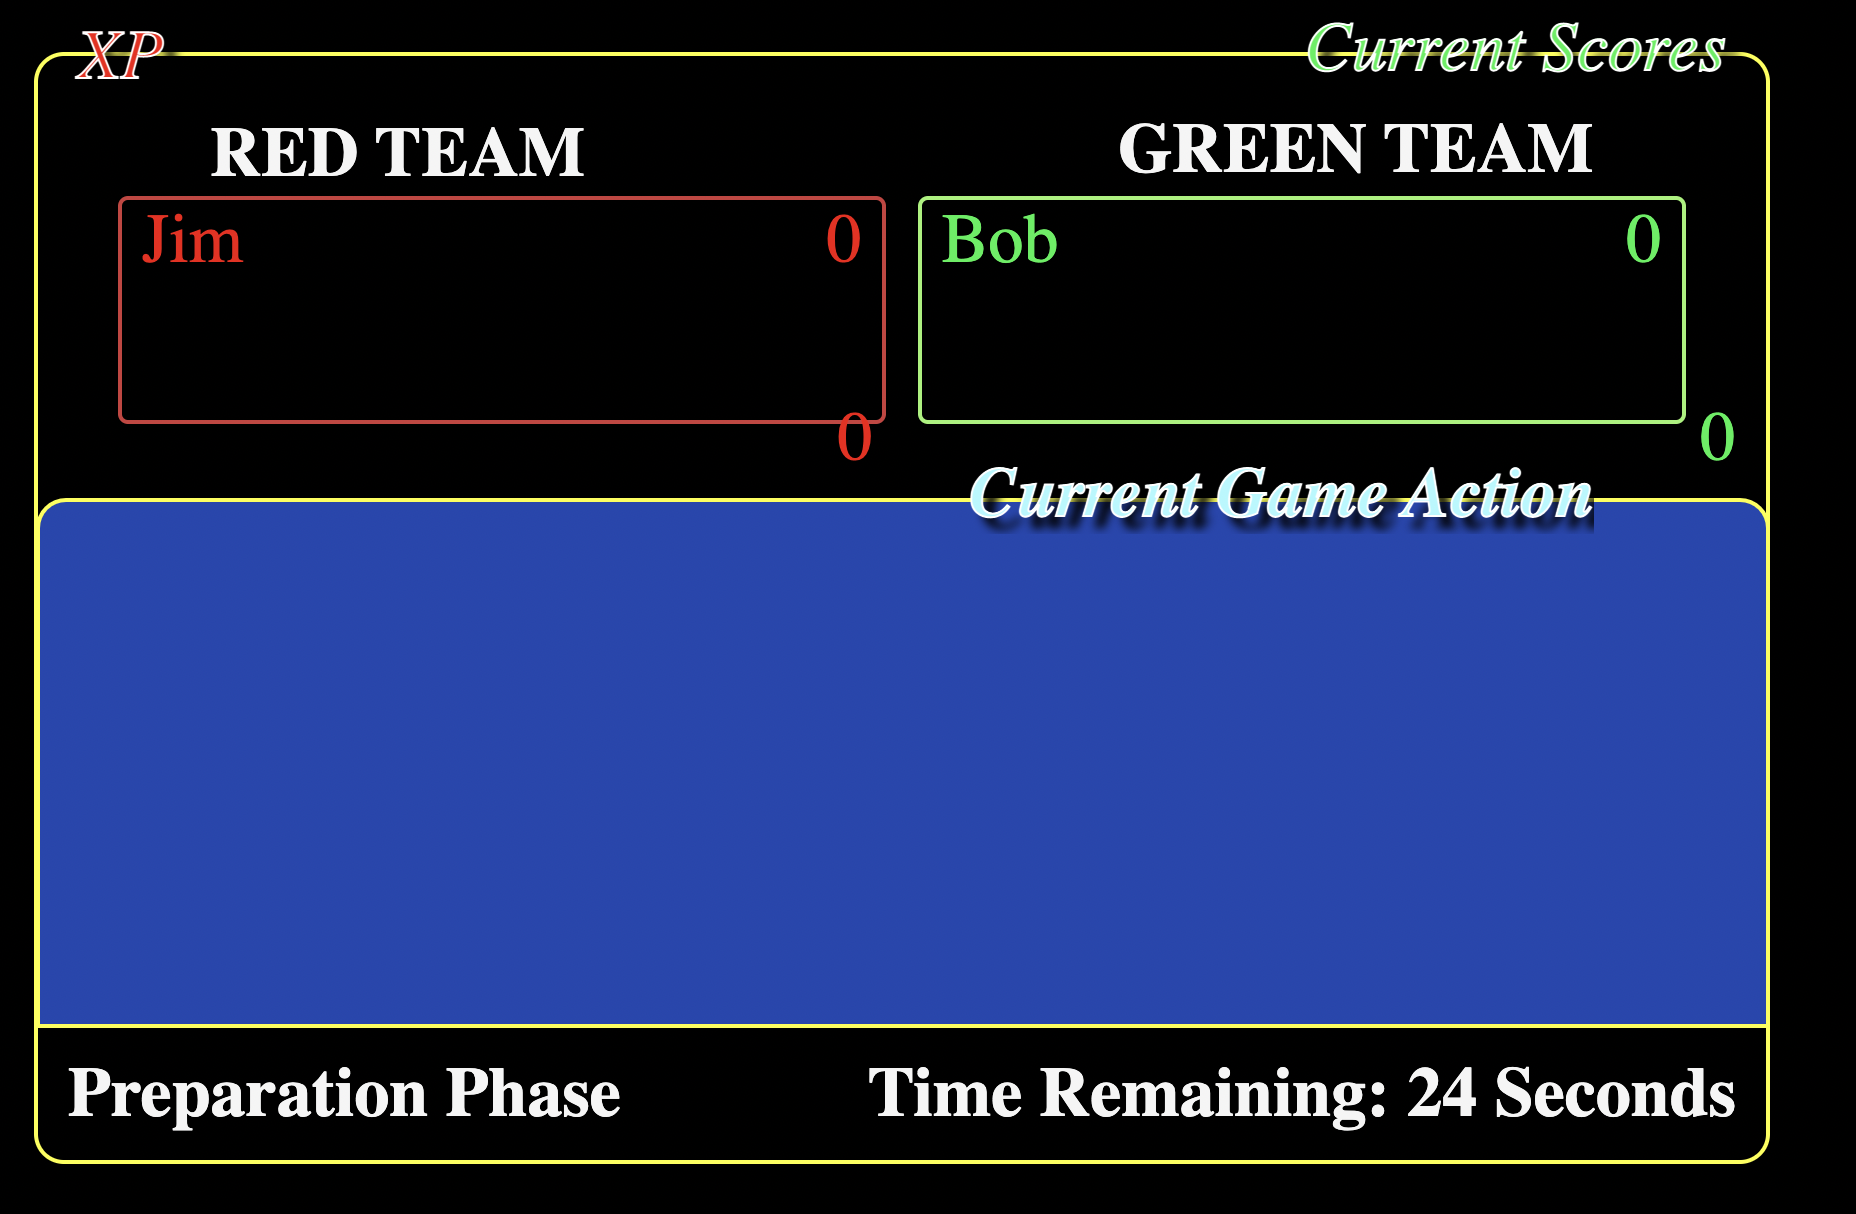 XP Current Scores
RED TEAM GREEN TEAM
Jim 0 Bob 0
0 0
Current Game Action
Preparation Phase Time Remaining: 24 Seconds